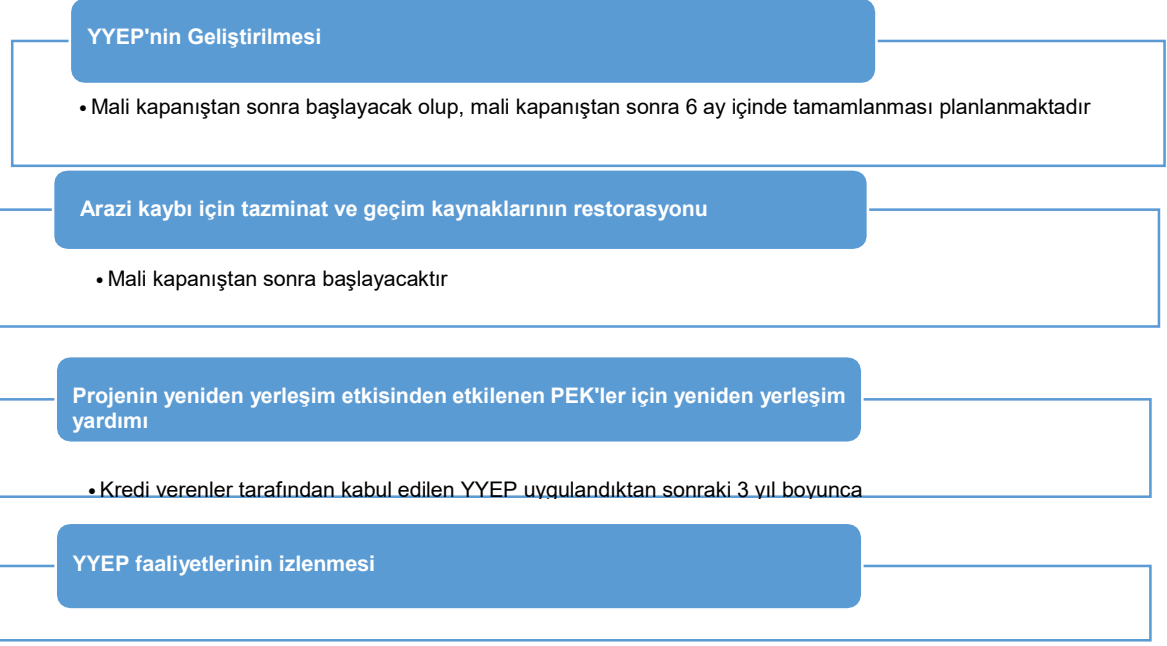 YYEP'nin Geliştirilmesi
• Mali kapanıştan sonra başlayacak olup, mali kapanıştan sonra 6 ay içinde tamamlanması planlanmaktadır
Arazi kaybı için tazminat ve geçim kaynaklarının restorasyonu
• Mali kapanıştan sonra başlayacaktır
Projenin yeniden yerleşim etkisinden etkilenen PEK'ler için yeniden yerleşim
yardımı
• Kredi verenler tarafından kabul edilen YYEP uygulandıktan sonraki 3 yıl boyunca
YYEP faaliyetlerinin izlenmesi